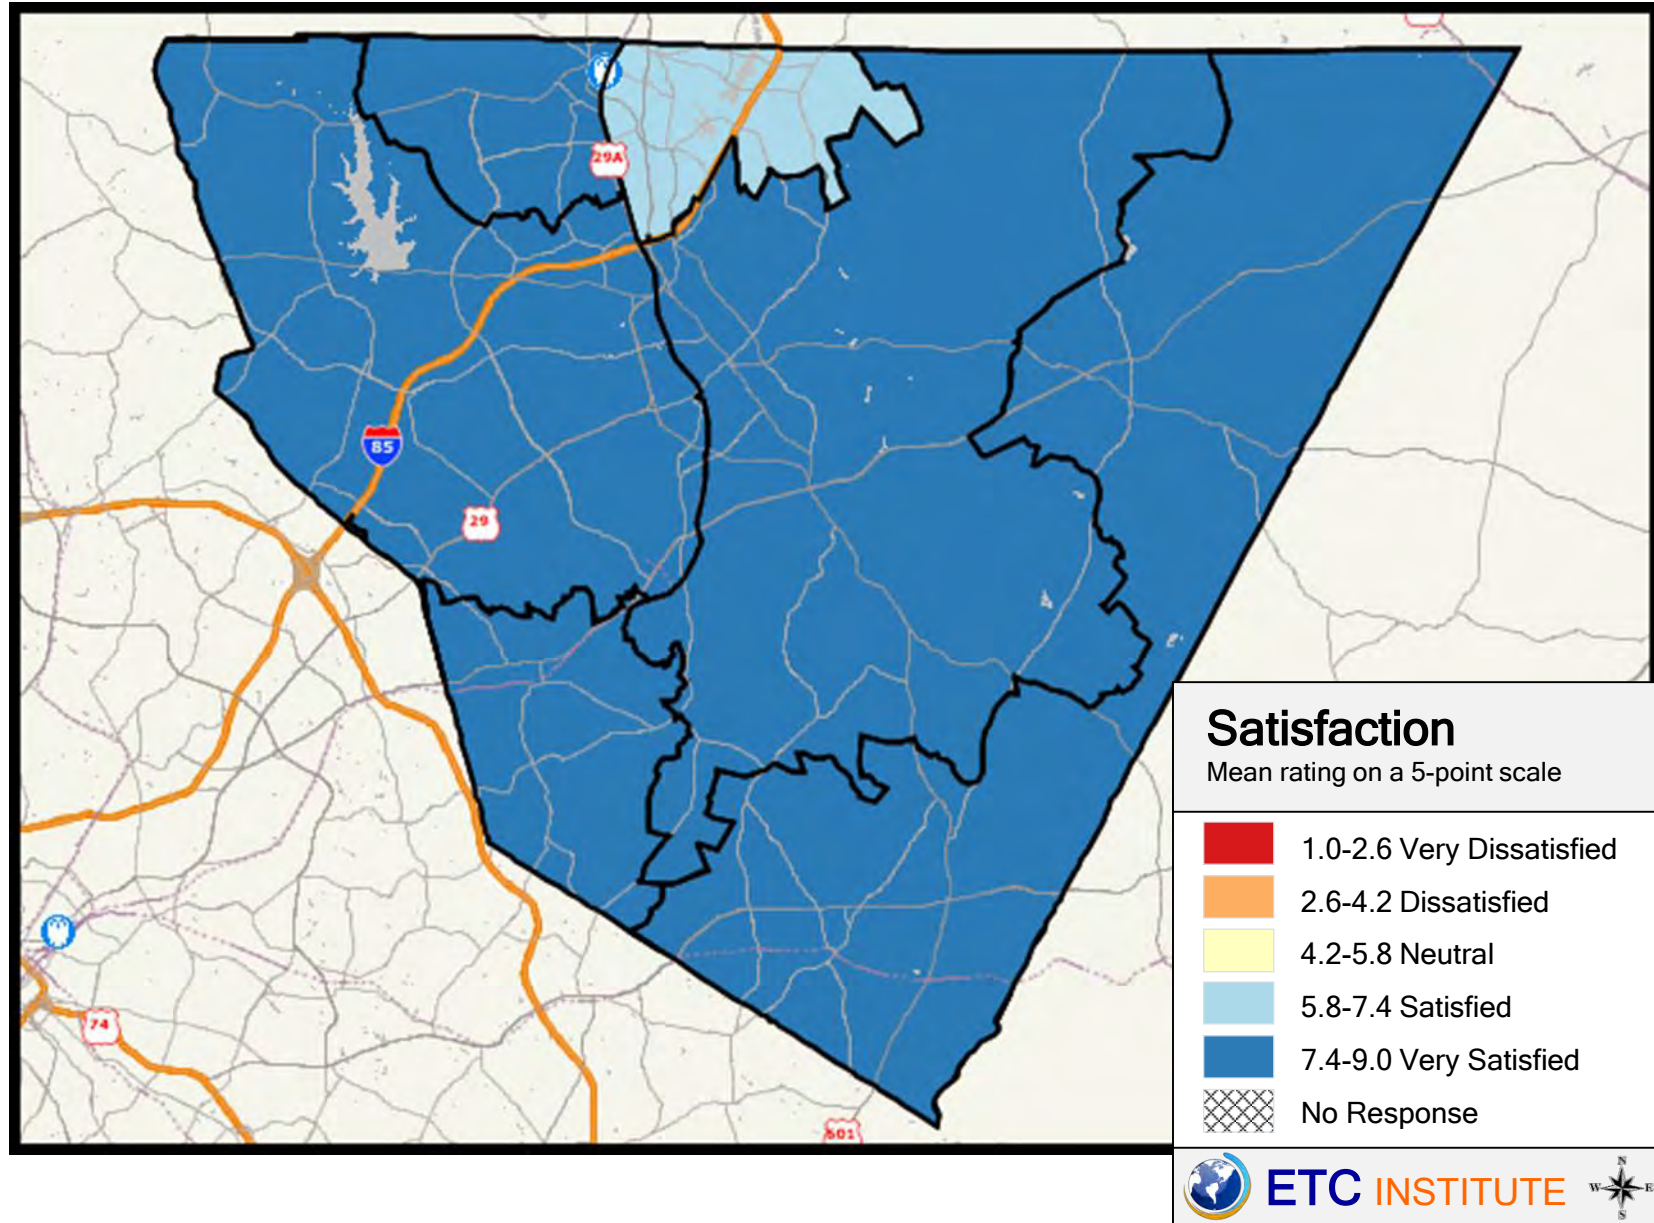 29A
85
29
74
601
Satisfaction
Mean rating on a 5-point scale
1.0-2.6 Very Dissatisfied
2.6-4.2 Dissatisfied
4.2-5.8 Neutral
5.8-7.4 Satisfied
7.4-9.0 Very Satisfied
No Response
ETC INSTITUTE
N
W E
S